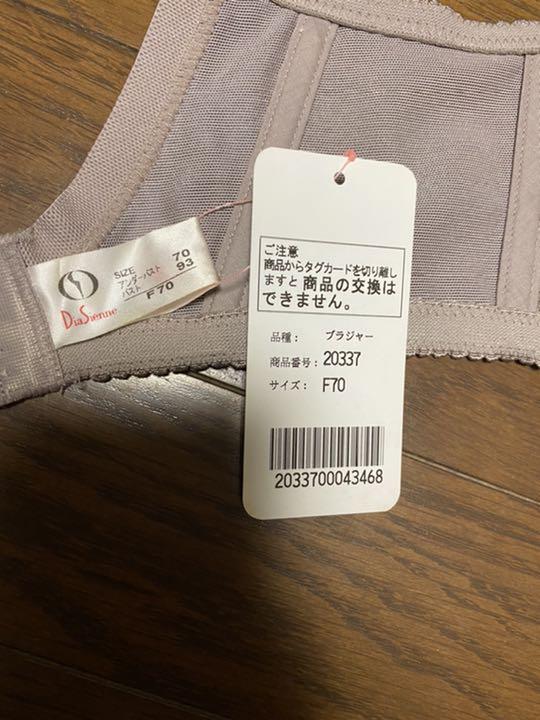 SIZE
アンダーバスト 70
バスト 93
F70
DiaSienne
ご注意
商品からタグカードを切り離し
ますと 商品の交換は
できません。
品種： ブラジャー
商品番号： 20337
サイズ： F70
2033700043468